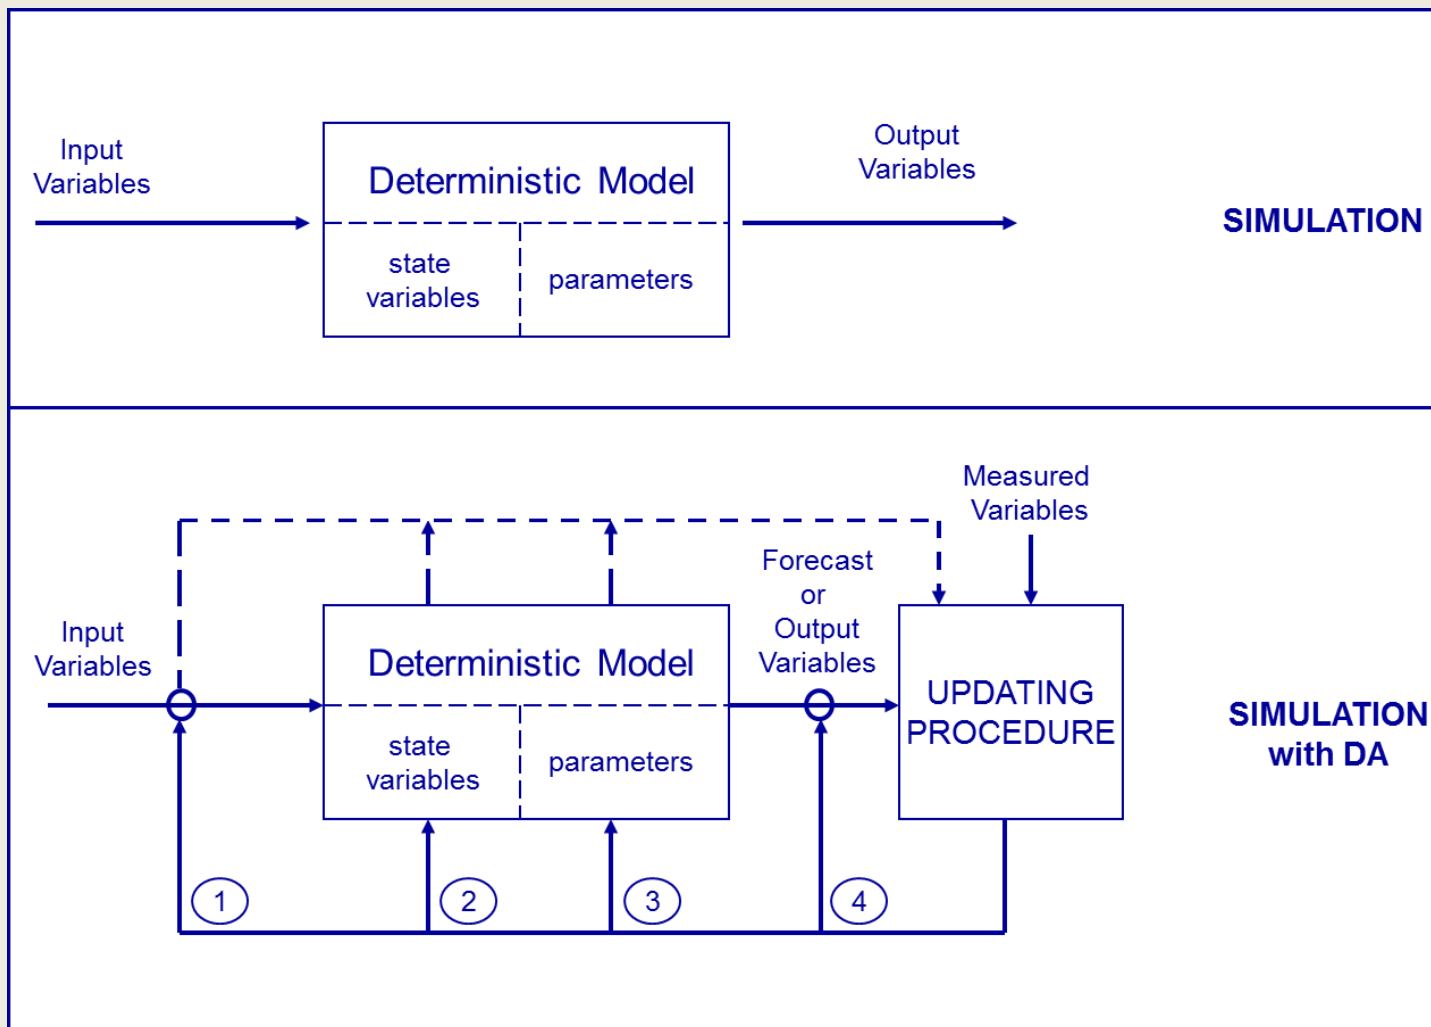 Input
Variables
Deterministic Model
state
variables
parameters
Output
Variables
SIMULATION
Measured
Variables
Forecast
or
Output
Variables
Input
Variables
Deterministic Model
state
variables
parameters
UPDATING
PROCEDURE
SIMULATION
with DA
1
2
3
4